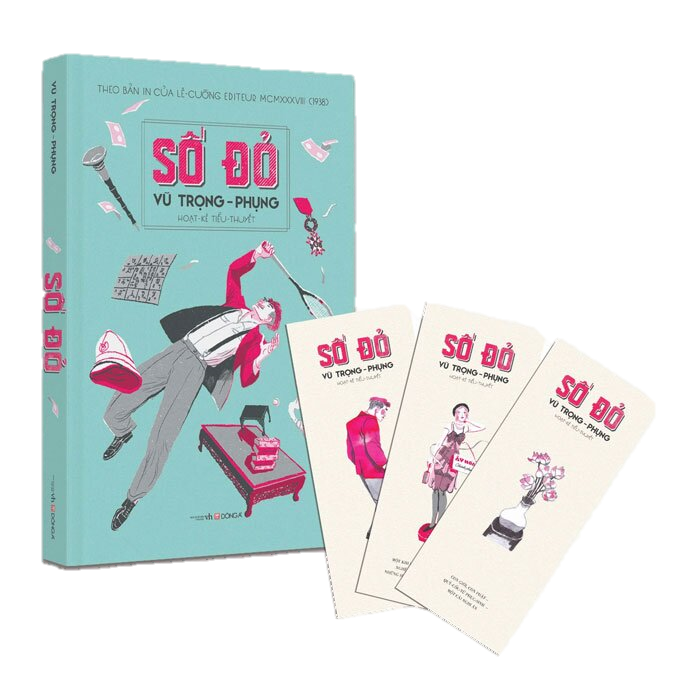 VŨ TRỌNG-PHỤNG
SỐ ĐỎ
THEO BẢN IN CỦA LÊ-CƯỜNG EDITEUR MCMXXXVIII (1938)
SỐ ĐỎ
VŨ TRỌNG-PHỤNG
HOẠT-KÊ TIỂU-THUYẾT
vh ĐÔNG A
SỐ ĐỎ
VŨ TRỌNG-PHỤNG
HOẠT-KÊ TIỂU-THUYẾT
SỐ ĐỎ
VŨ TRỌNG-PHỤNG
HOẠT-KÊ TIỂU-THUYẾT
SỐ ĐỎ
VŨ TRỌNG-PHỤNG
HOẠT-KÊ TIỂU-THUYẾT